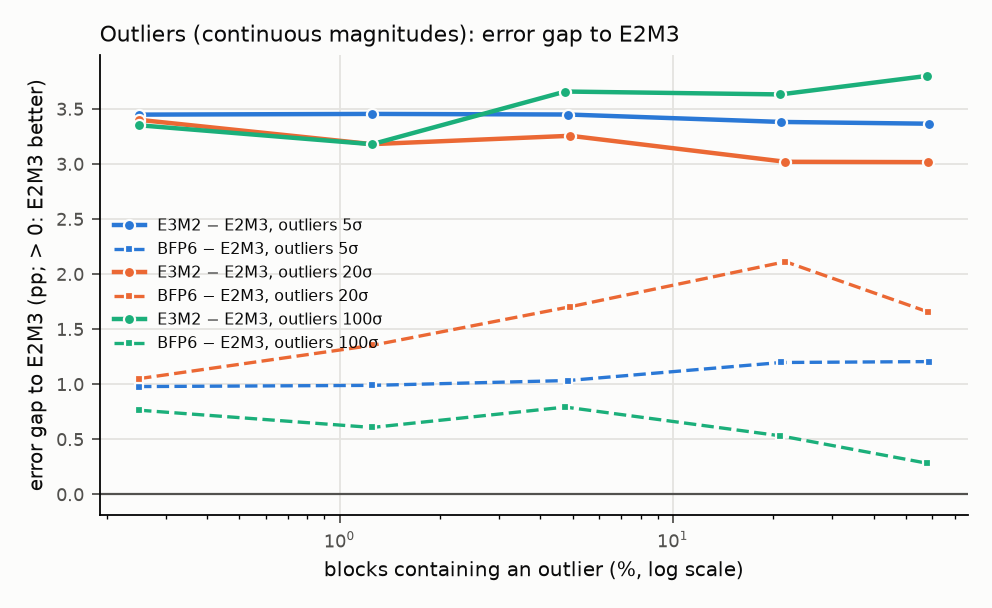 Outliers (continuous magnitudes): error gap to E2M3
error gap to E2M3 (pp; > 0: E2M3 better)
3.5
3.0
2.5
2.0
1.5
1.0
0.5
0.0
E3M2 − E2M3, outliers 5σ
BFP6 − E2M3, outliers 5σ
E3M2 − E2M3, outliers 20σ
BFP6 − E2M3, outliers 20σ
E3M2 − E2M3, outliers 100σ
BFP6 − E2M3, outliers 100σ
10⁰ 10¹
blocks containing an outlier (%, log scale)